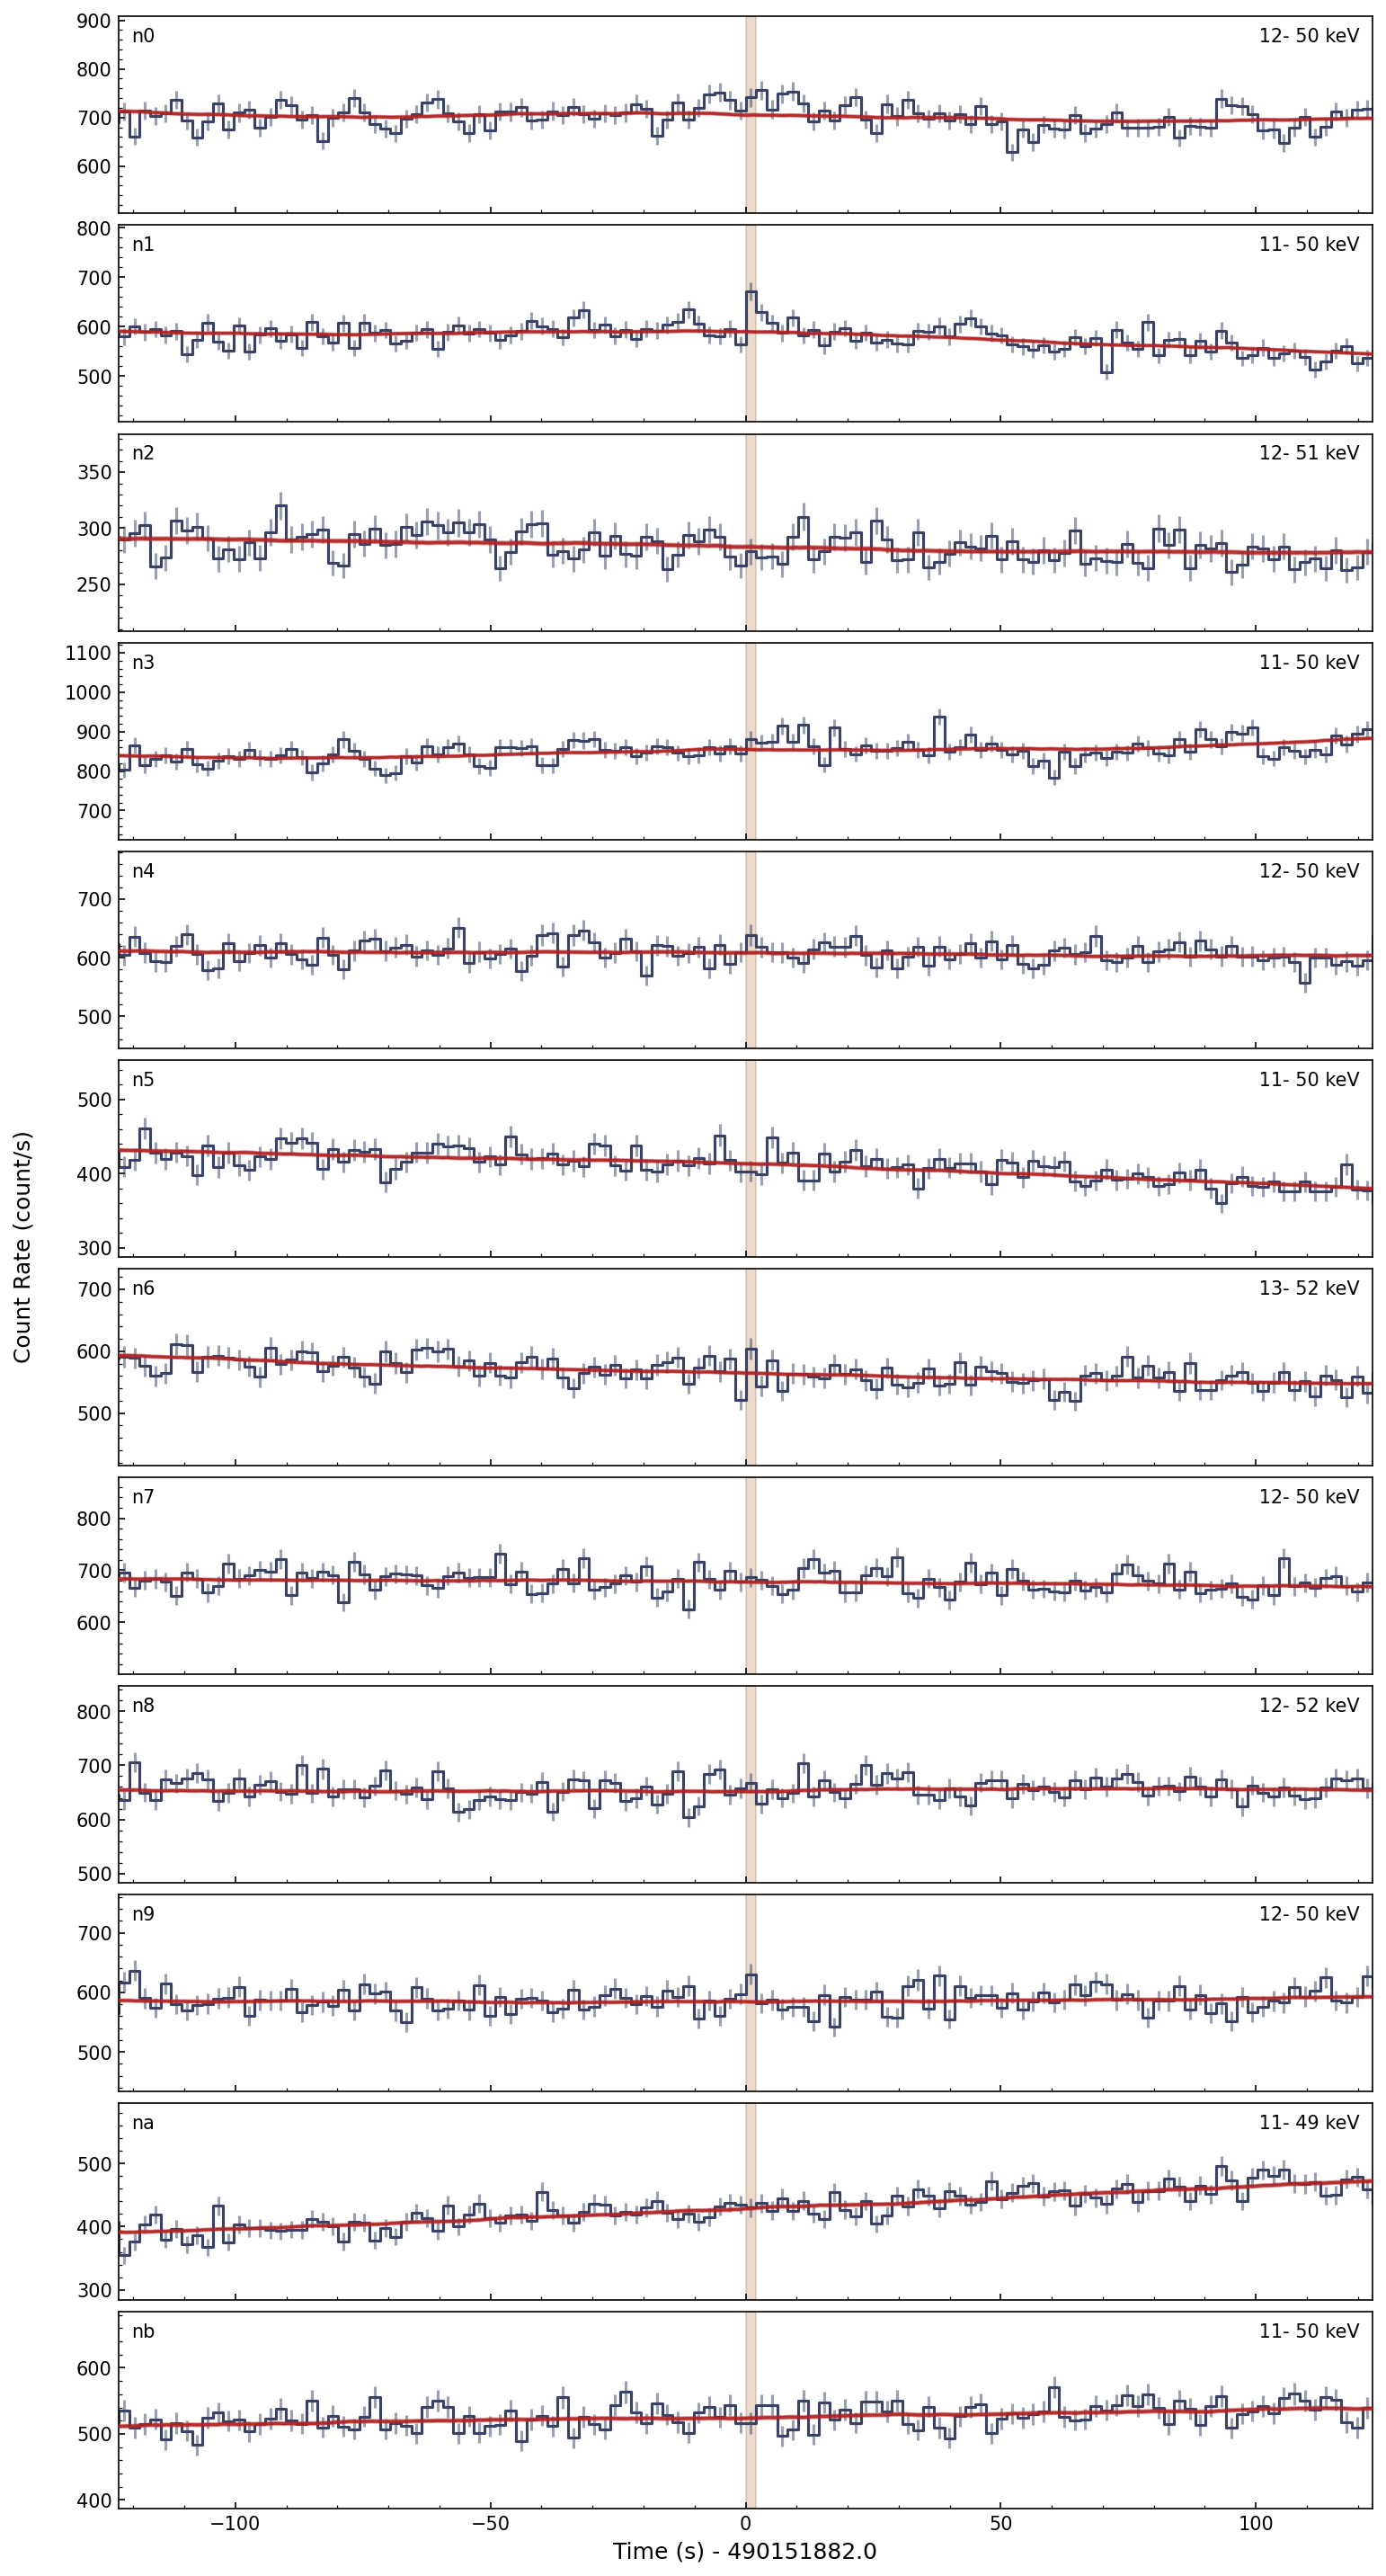 n0 12- 50 keV
900
800
700
600
n1 11- 50 keV
800
700
600
500
n2 12- 51 keV
350
300
250
n3 11- 50 keV
1100
1000
900
800
700
n4 12- 50 keV
700
600
500
n5 11- 50 keV
500
400
300
n6 13- 52 keV
700
600
500
n7 12- 50 keV
800
700
600
n8 12- 52 keV
800
700
600
500
n9 12- 50 keV
700
600
500
na 11- 49 keV
500
400
300
nb 11- 50 keV
600
500
400
−100 −50 0 50 100
Time (s) - 490151882.0
Count Rate (count/s)